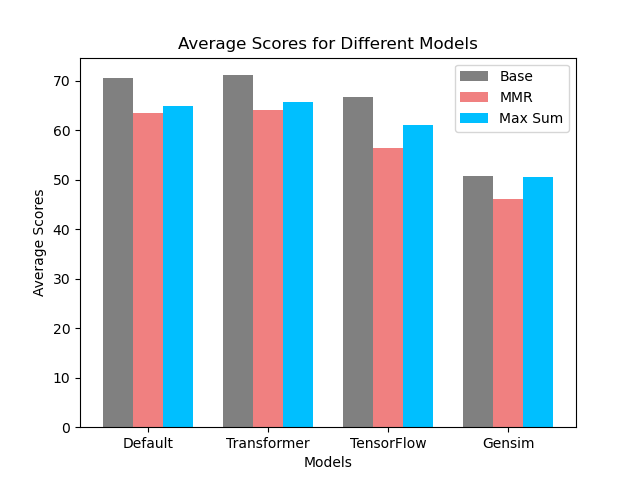 Average Scores for Different Models
Average Scores
70
60
50
40
30
20
10
0
Base
MMR
Max Sum
Default
Transformer
TensorFlow
Gensim
Models